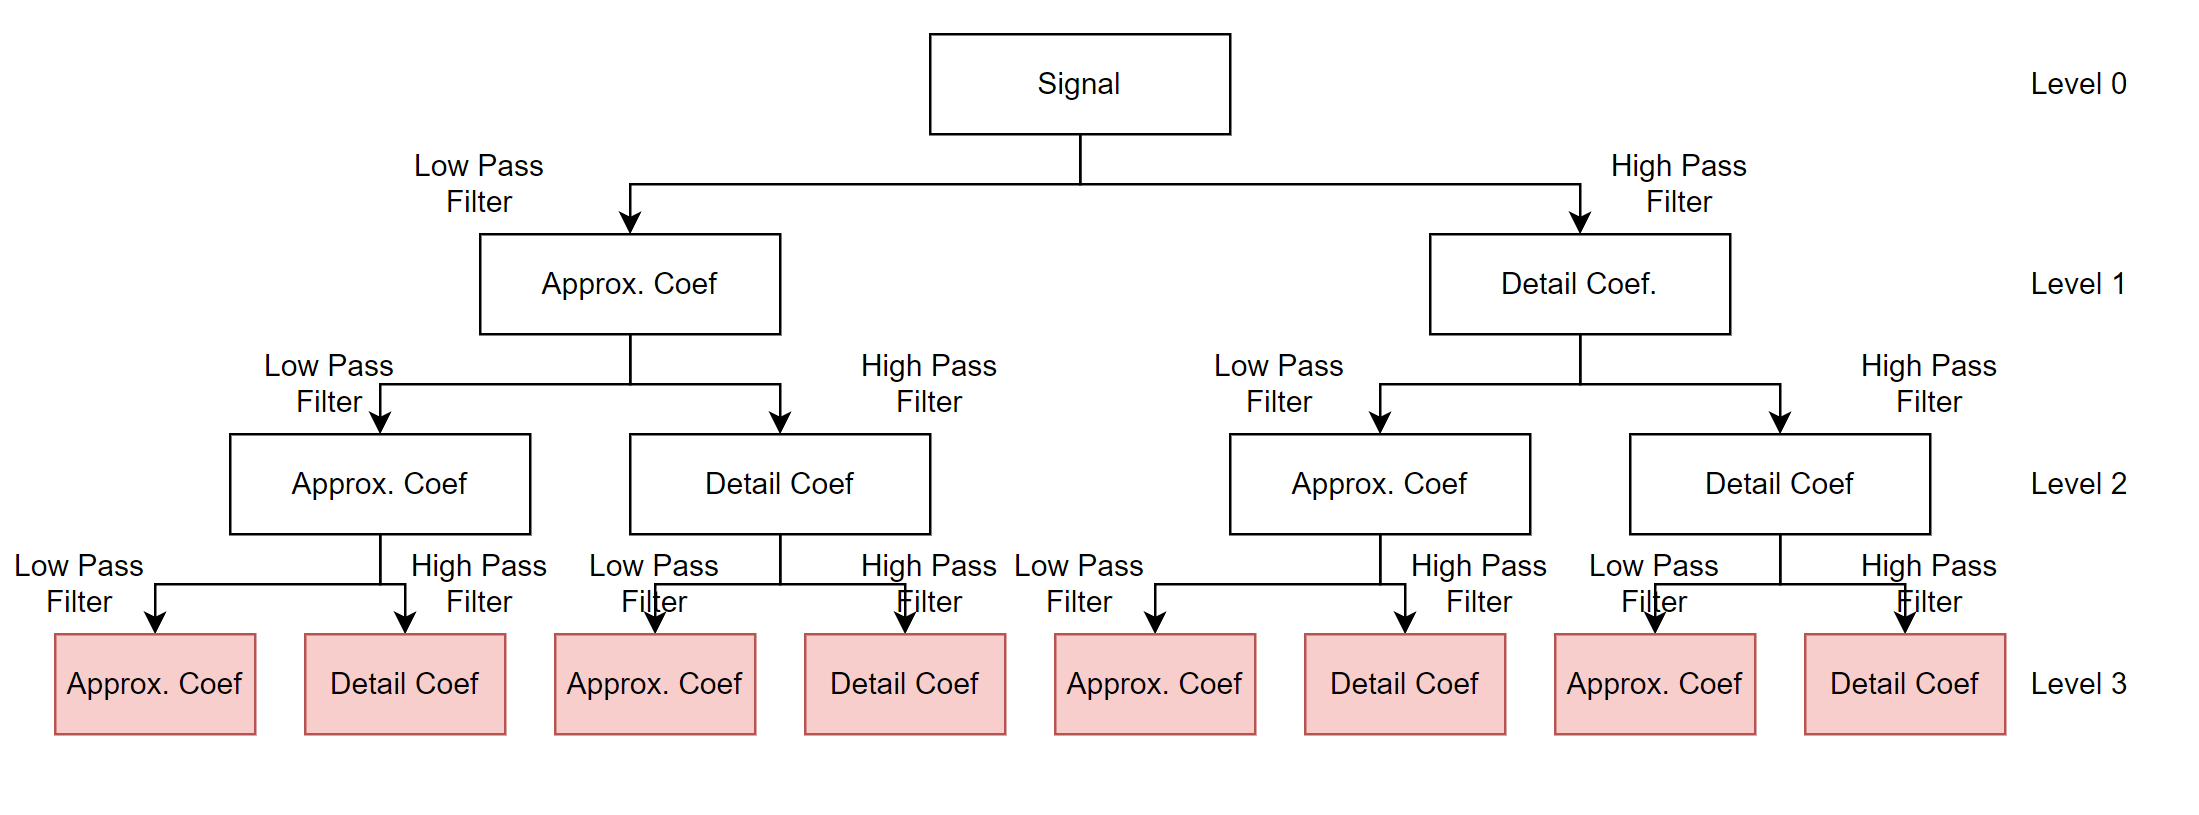 Signal
Level 0
Low Pass
Filter
High Pass
Filter
Approx. Coef
Detail Coef.
Level 1
Low Pass
Filter
High Pass
Filter
Low Pass
Filter
High Pass
Filter
Approx. Coef
Detail Coef
Approx. Coef
Detail Coef
Level 2
Low Pass
Filter
High Pass
Filter
Low Pass
Filter
High Pass
Filter
Low Pass
Filter
High Pass
Filter
Low Pass
Filter
High Pass
Filter
Approx. Coef
Detail Coef
Approx. Coef
Detail Coef
Approx. Coef
Detail Coef
Approx. Coef
Detail Coef
Level 3